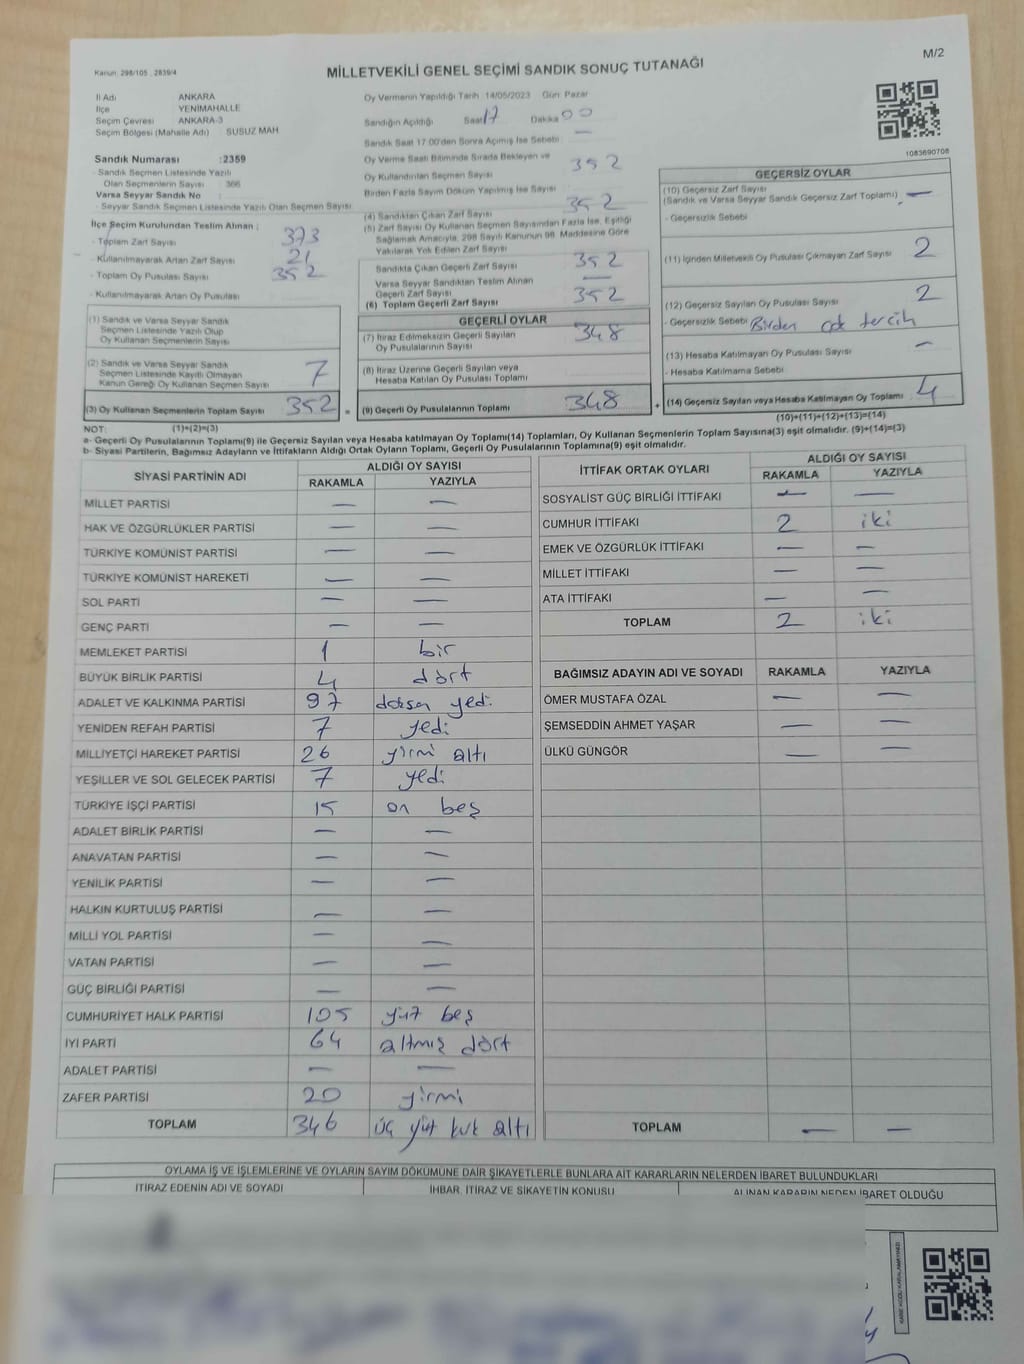 M/2
Kanun: 298/105 , 2839/4
MİLLETVEKİLİ GENEL SEÇİMİ SANDIK SONUÇ TUTANAĞI
İl Adı ANKARA
İlçe YENİMAHALLE
Seçim Çevresi ANKARA-3
Seçim Bölgesi (Mahalle Adı) SUSUZ MAH
Sandık Numarası :2359
- Sandık Seçmen Listesinde Yazılı
Olan Seçmenlerin Sayısı : 366
Varsa Seyyar Sandık No :
- Seyyar Sandık Seçmen Listesinde Yazılı Olan Seçmen Sayısı
İlçe Seçim Kurulundan Teslim Alınan :
- Toplam Zarf Sayısı 373
- Kullanılmayarak Artan Zarf Sayısı 21
- Toplam Oy Pusulası Sayısı 352
- Kullanılmayarak Artan Oy Pusulası
(1) Sandık ve Varsa Seyyar Sandık
Seçmen Listesinde Yazılı Olup
Oy Kullanan Seçmenlerin Sayısı
(2) Sandık ve Varsa Seyyar Sandık
Seçmen Listesinde Kayıtlı Olmayan
Kanun Gereği Oy Kullanan Seçmen Sayısı 7
(3) Oy Kullanan Seçmenlerin Toplam Sayısı 352 =
Oy Vermenin Yapıldığı Tarih :14/05/2023 Gün: Pazar
Sandığın Açıldığı Saat 17 Dakika 00
Sandık Saat 17:00'den Sonra Açılmış İse Sebebi: —
Oy Verme Saati Bitiminde Sırada Bekleyen ve
Oy Kullandırılan Seçmen Sayısı 352
Birden Fazla Sayım Döküm Yapılmış İse Sayısı
(4) Sandıktan Çıkan Zarf Sayısı 352
(5) Zarf Sayısı Oy Kullanan Seçmen Sayısından Fazla İse, Eşitliği
Sağlamak Amacıyla, 298 Sayılı Kanunun 98. Maddesine Göre
Yakılarak Yok Edilen Zarf Sayısı
Sandıkta Çıkan Geçerli Zarf Sayısı 352
Varsa Seyyar Sandıktan Teslim Alınan
Geçerli Zarf Sayısı —
(6) Toplam Geçerli Zarf Sayısı 352
GEÇERLİ OYLAR
(7) İtiraz Edilmeksizin Geçerli Sayılan
Oy Pusulalarının Sayısı 348
(8) İtiraz Üzerine Geçerli Sayılan veya
Hesaba Katılan Oy Pusulası Toplamı
(9) Geçerli Oy Pusulalarının Toplamı 348 +
1083690708
GEÇERSİZ OYLAR
(10) Geçersiz Zarf Sayısı
(Sandık ve Varsa Seyyar Sandık Geçersiz Zarf Toplamı) —
- Geçersizlik Sebebi
(11) İçinden Milletvekili Oy Pusulası Çıkmayan Zarf Sayısı 2
(12) Geçersiz Sayılan Oy Pusulası Sayısı 2
- Geçersizlik Sebebi Birden çok tercih
(13) Hesaba Katılmayan Oy Pusulası Sayısı —
- Hesaba Katılmama Sebebi
(14) Geçersiz Sayılan veya Hesaba Katılmayan Oy Toplamı 4
(10)+(11)+(12)+(13)=(14)
NOT: (1)+(2)=(3)
a- Geçerli Oy Pusulalarının Toplamı(9) ile Geçersiz Sayılan veya Hesaba katılmayan Oy Toplamı(14) Toplamları, Oy Kullanan Seçmenlerin Toplam Sayısına(3) eşit olmalıdır. (9)+(14)=(3)
b- Siyasi Partilerin, Bağımsız Adayların ve İttifakların Aldığı Ortak Oyların Toplamı, Geçerli Oy Pusulalarının Toplamına(9) eşit olmalıdır.
SİYASİ PARTİNİN ADI ALDIĞI OY SAYISI
RAKAMLA YAZIYLA
MİLLET PARTİSİ — —
HAK VE ÖZGÜRLÜKLER PARTİSİ — —
TÜRKİYE KOMÜNİST PARTİSİ — —
TÜRKİYE KOMÜNİST HAREKETİ — —
SOL PARTİ — —
GENÇ PARTİ — —
MEMLEKET PARTİSİ 1 bir
BÜYÜK BİRLİK PARTİSİ 4 dört
ADALET VE KALKINMA PARTİSİ 97 doksan yedi
YENİDEN REFAH PARTİSİ 7 yedi
MİLLİYETÇİ HAREKET PARTİSİ 26 yirmi altı
YEŞİLLER VE SOL GELECEK PARTİSİ 7 yedi
TÜRKİYE İŞÇİ PARTİSİ 15 on beş
ADALET BİRLİK PARTİSİ — —
ANAVATAN PARTİSİ — —
YENİLİK PARTİSİ — —
HALKIN KURTULUŞ PARTİSİ — —
MİLLİ YOL PARTİSİ — —
VATAN PARTİSİ — —
GÜÇ BİRLİĞİ PARTİSİ — —
CUMHURİYET HALK PARTİSİ 105 yüz beş
İYİ PARTİ 64 altmış dört
ADALET PARTİSİ — —
ZAFER PARTİSİ 20 yirmi
TOPLAM 346 üç yüz kırk altı
İTTİFAK ORTAK OYLARI ALDIĞI OY SAYISI
RAKAMLA YAZIYLA
SOSYALİST GÜÇ BİRLİĞİ İTTİFAKI — —
CUMHUR İTTİFAKI 2 iki
EMEK VE ÖZGÜRLÜK İTTİFAKI — —
MİLLET İTTİFAKI — —
ATA İTTİFAKI — —
TOPLAM 2 iki
BAĞIMSIZ ADAYIN ADI VE SOYADI RAKAMLA YAZIYLA
ÖMER MUSTAFA ÖZAL — —
ŞEMSEDDİN AHMET YAŞAR — —
ÜLKÜ GÜNGÖR — —
TOPLAM — —
OYLAMA İŞ VE İŞLEMLERİNE VE OYLARIN SAYIM DÖKÜMÜNE DAİR ŞİKAYETLERLE BUNLARA AİT KARARLARIN NELERDEN İBARET BULUNDUKLARI
İTİRAZ EDENİN ADI VE SOYADI İHBAR, İTİRAZ VE ŞİKAYETİN KONUSU ALINAN KARARIN NEDEN İBARET OLDUĞU